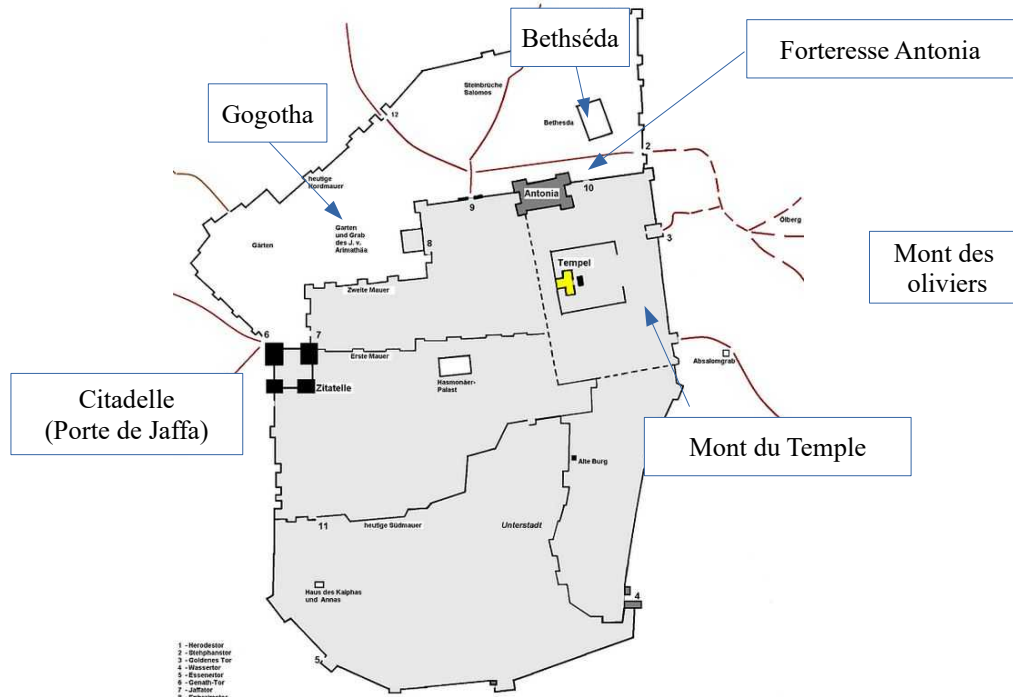 Bethséda
Forteresse Antonia
Steinbrüche
Salomos
Gogotha
12
Bethesda
2
heutige
Nordmauer
Antonia
10
9
Garten
und Grab
des J. v.
Arimathäa
8
3
Ölberg
Gärten
Tempel
Mont des
oliviers
Zweite Mauer
6
7
Erste Mauer
Absalomgrab
Zitatelle
Hasmonäer-
Palast
Citadelle
(Porte de Jaffa)
Mont du Temple
Alte Burg
11
heutige Südmauer
Unterstadt
Haus des Kaiphas
und Annas
4
5
1 - Herodestor
2 - Stephanstor
3 - Goldenes Tor
4 - Wassertor
5 - Essenertor
6 - Genath-Tor
7 - Jaffator